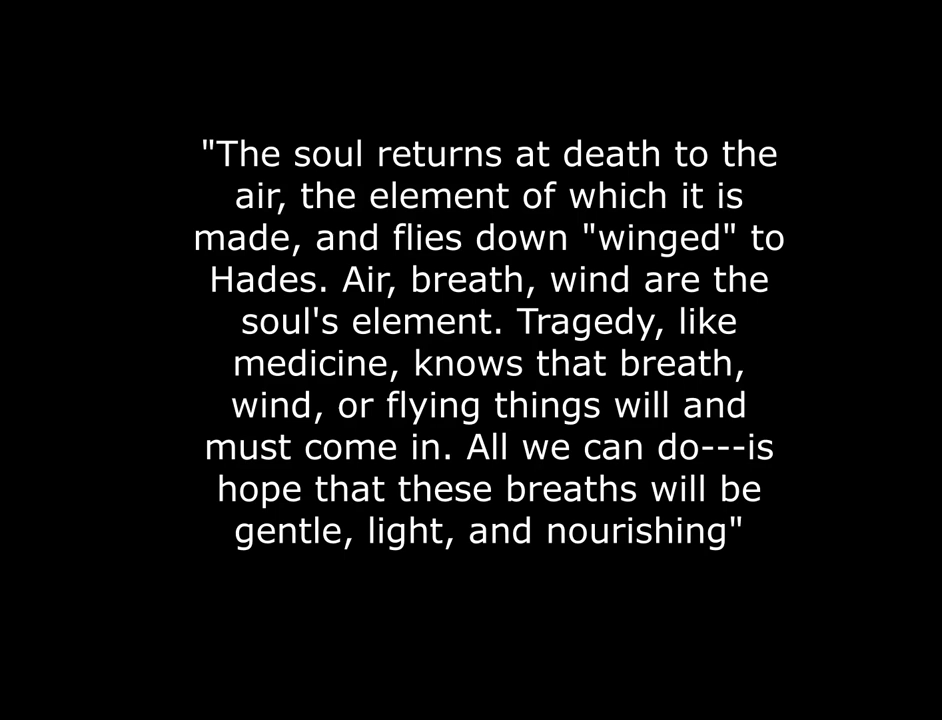 "The soul returns at death to the
air, the element of which it is
made, and flies down "winged" to
Hades. Air, breath, wind are the
soul's element. Tragedy, like
medicine, knows that breath,
wind, or flying things will and
must come in. All we can do---is
hope that these breaths will be
gentle, light, and nourishing"